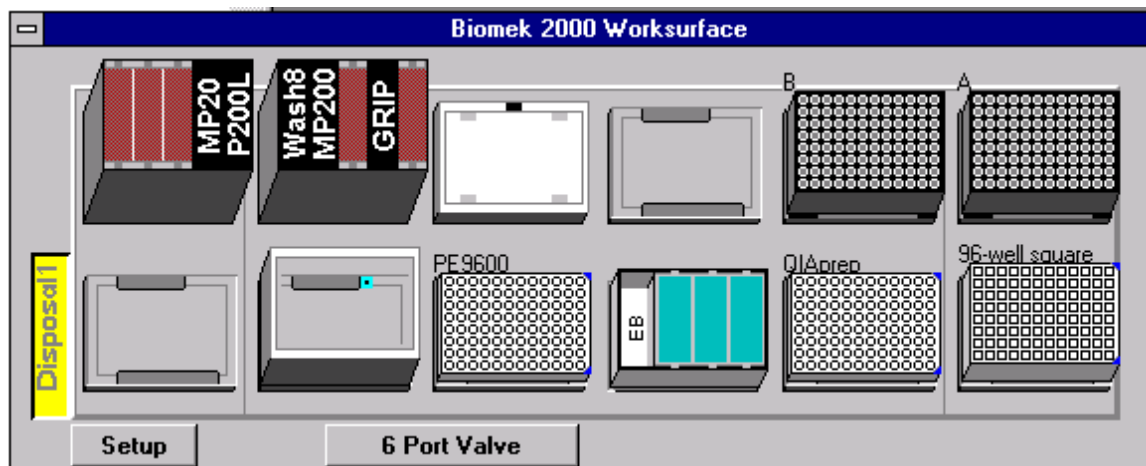 Biomek 2000 Worksurface
MP20
P200L
Wash8
MP200
GRIP
B
A
Disposal1
PE9600
EB
QIAprep
96-well square
Setup
6 Port Valve